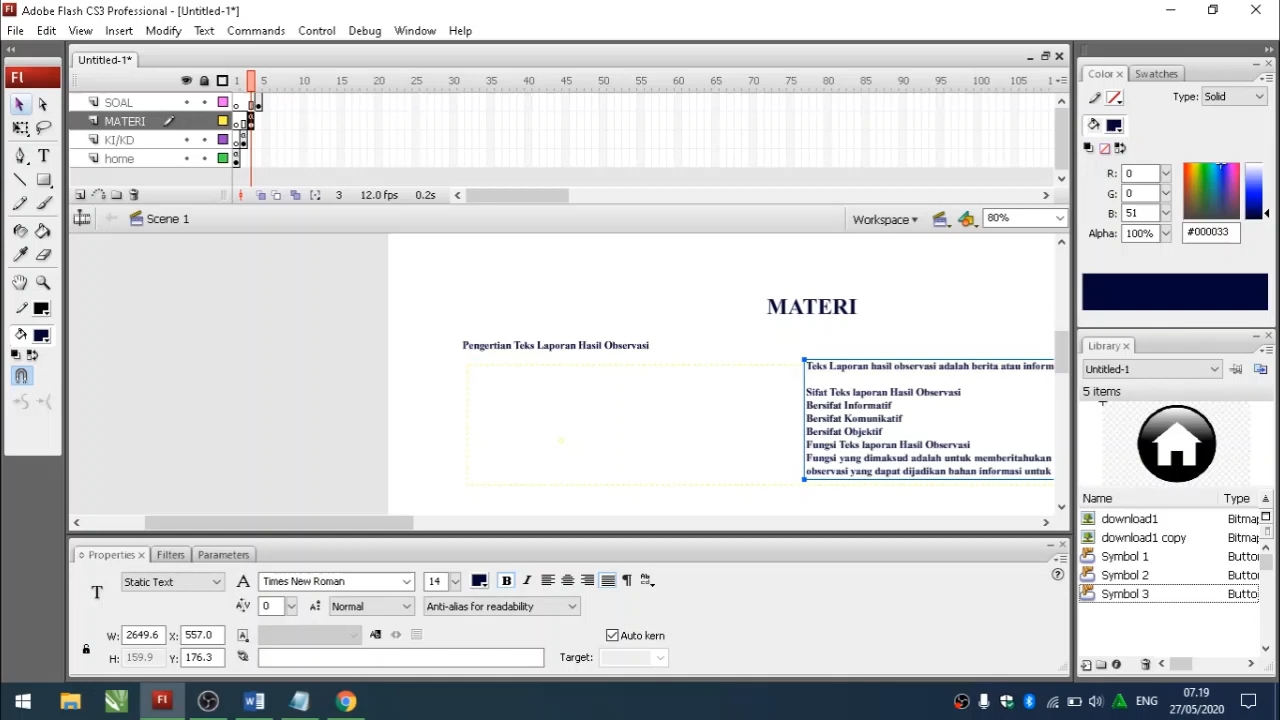 Adobe Flash CS3 Professional - [Untitled-1*]
File Edit View Insert Modify Text Commands Control Debug Window Help
Untitled-1*
1 5 10 15 20 25 30 35 40 45 50 55 60 65 70 75 80 85 90 95 100 105 1
SOAL
MATERI
KI/KD
home
3 12.0 fps 0.2s
Scene 1
Workspace 80%
MATERI
Pengertian Teks Laporan Hasil Observasi
Teks Laporan hasil observasi adalah berita atau inform
Sifat Teks laporan Hasil Observasi
Bersifat Informatif
Bersifat Komunikatif
Bersifat Objektif
Fungsi Teks laporan Hasil Observasi
Fungsi yang dimaksud adalah untuk memberitahukan
observasi yang dapat dijadikan bahan informasi untuk
Properties Filters Parameters
T Static Text A Times New Roman 14 B I
A/V 0 Normal Anti-alias for readability
W: 2649.6 X: 557.0 Auto kern
H: 159.9 Y: 176.3 Target:
Color Swatches
Type: Solid
R: 0
G: 0
B: 51
Alpha: 100% #000033
Library
Untitled-1
5 items
Name Type
download1 Bitmap
download1 copy Bitmap
Symbol 1 Butto
Symbol 2 Butto
Symbol 3 Butto
Fl
Fl
ENG
07.19
27/05/2020